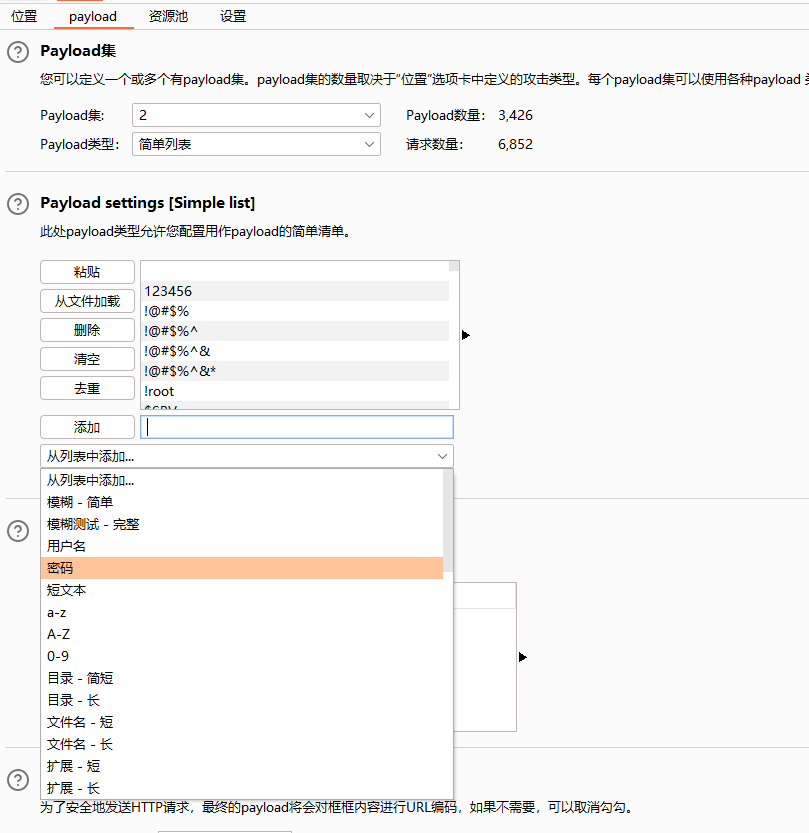 位置 payload 资源池 设置
Payload集
您可以定义一个或多个有payload集。payload集的数量取决于“位置”选项卡中定义的攻击类型。每个payload集可以使用各种payload
Payload集: 2 Payload数量: 3,426
Payload类型: 简单列表 请求数量: 6,852
Payload settings [Simple list]
此处payload类型允许您配置用作payload的简单清单。
粘贴
从文件加载
删除
清空
去重
123456
!@#$%
!@#$%^
!@#$%^&
!@#$%^&*
!root
添加
从列表中添加...
从列表中添加...
模糊 - 简单
模糊测试 - 完整
用户名
密码
短文本
a-z
A-Z
0-9
目录 - 简短
目录 - 长
文件名 - 短
文件名 - 长
扩展 - 短
扩展 - 长
为了安全地发送HTTP请求，最终的payload将会对框框内容进行URL编码，如果不需要，可以取消勾勾。